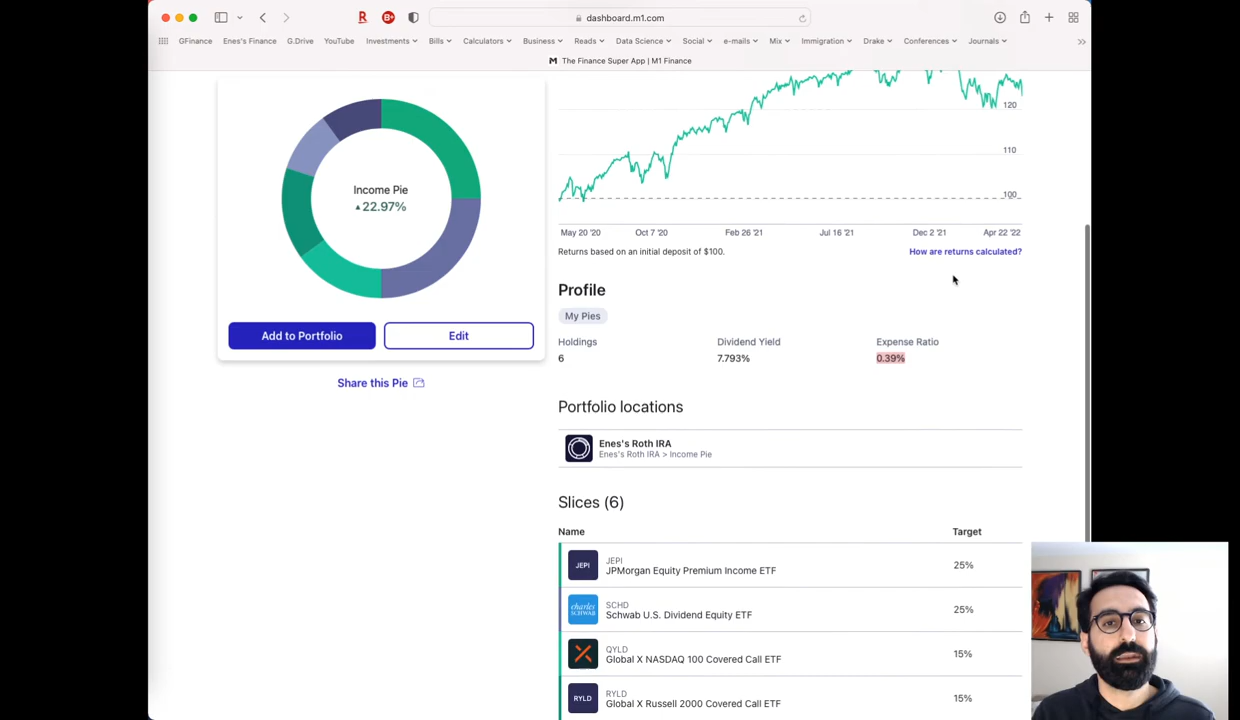 dashboard.m1.com
GFinance Enes's Finance G.Drive YouTube Investments Bills Calculators Business Reads Data Science Social e-mails Mix Immigration Drake Conferences Journals
The Finance Super App | M1 Finance
Income Pie
22.97%
Add to Portfolio
Edit
Share this Pie
120
110
100
May 20 '20 Oct 7 '20 Feb 26 '21 Jul 16 '21 Dec 2 '21 Apr 22 '22
Returns based on an initial deposit of $100. How are returns calculated?
Profile
My Pies
Holdings Dividend Yield Expense Ratio
6 7.793% 0.39%
Portfolio locations
Enes's Roth IRA
Enes's Roth IRA > Income Pie
Slices (6)
Name Target
JEPI
JEPI
JPMorgan Equity Premium Income ETF
25%
charles SCHWAB
SCHD
Schwab U.S. Dividend Equity ETF
25%
QYLD
Global X NASDAQ 100 Covered Call ETF
15%
RYLD
RYLD
Global X Russell 2000 Covered Call ETF
15%